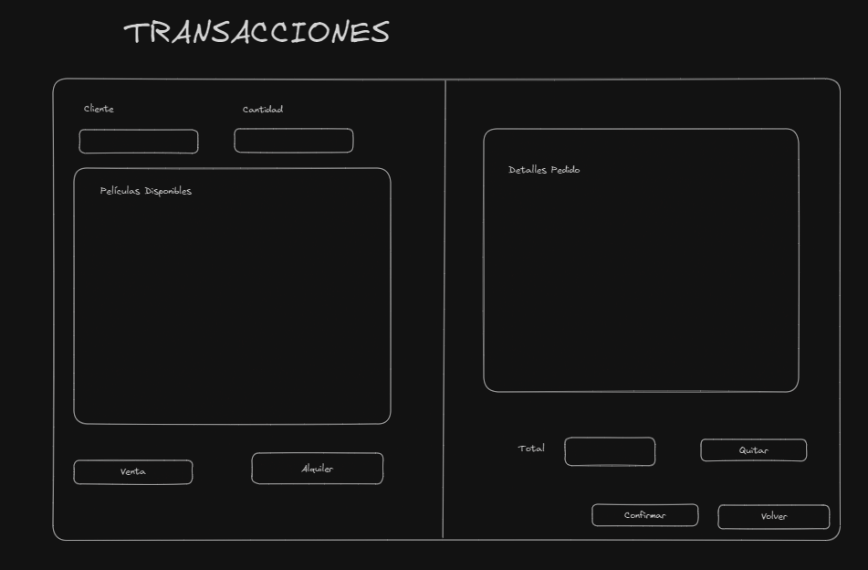 TRANSACCIONES
Cliente
Cantidad
Películas Disponibles
Venta
Alquiler
Detalles Pedido
Total
Quitar
Confirmar
Volver